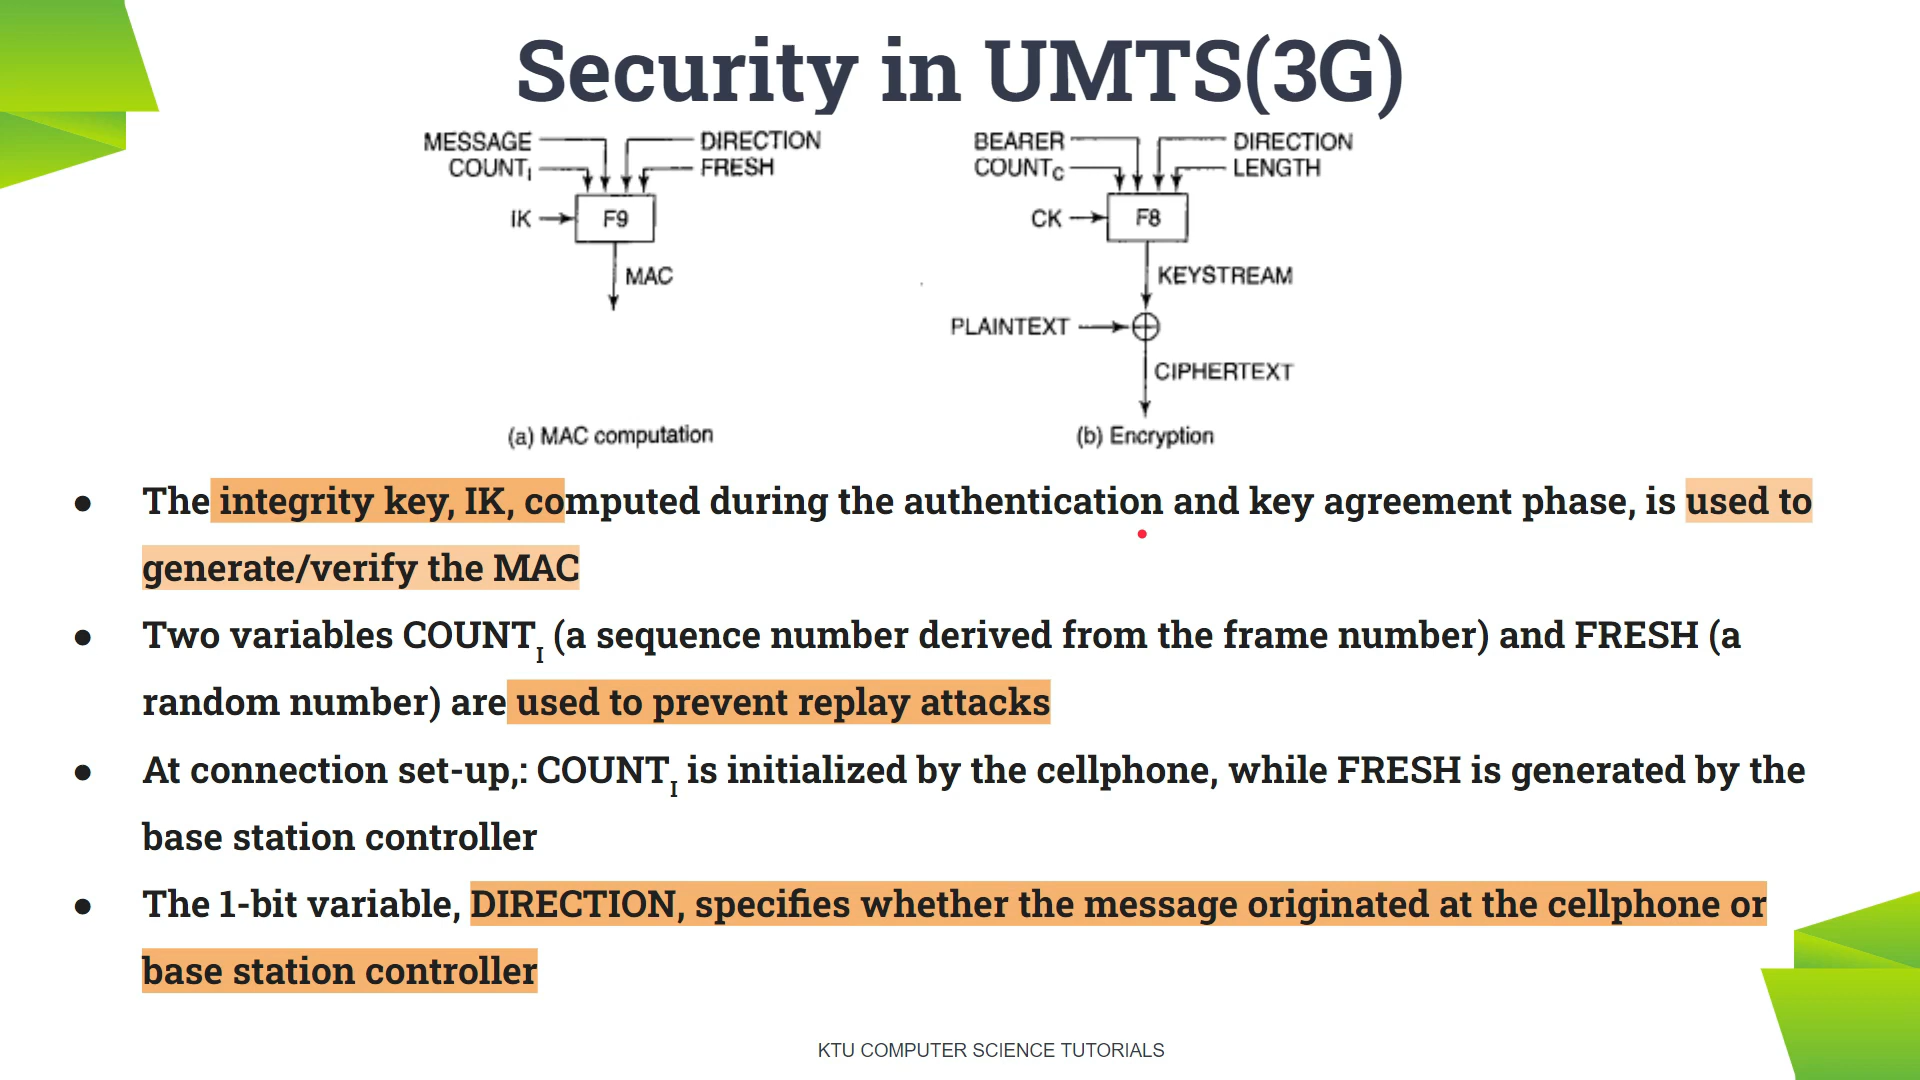 Security in UMTS(3G)
MESSAGE DIRECTION
COUNTI FRESH
IK F9
MAC
(a) MAC computation
BEARER DIRECTION
COUNTC LENGTH
CK F8
KEYSTREAM
PLAINTEXT
CIPHERTEXT
(b) Encryption
● The integrity key, IK, computed during the authentication and key agreement phase, is used to
generate/verify the MAC
● Two variables COUNTI (a sequence number derived from the frame number) and FRESH (a
random number) are used to prevent replay attacks
● At connection set-up,: COUNTI is initialized by the cellphone, while FRESH is generated by the
base station controller
● The 1-bit variable, DIRECTION, specifies whether the message originated at the cellphone or
base station controller
KTU COMPUTER SCIENCE TUTORIALS